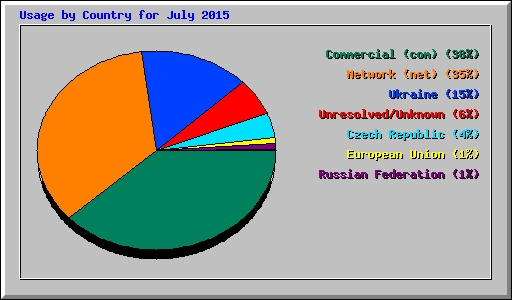 Usage by Country for July 2015
Commercial (com) (38%)
Network (net) (35%)
Ukraine (15%)
Unresolved/Unknown (6%)
Czech Republic (4%)
European Union (1%)
Russian Federation (1%)